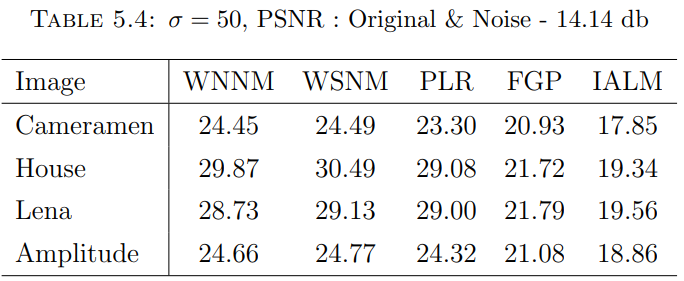 TABLE 5.4: σ = 50, PSNR : Original & Noise - 14.14 db
Image WNNM WSNM PLR FGP IALM
Cameramen 24.45 24.49 23.30 20.93 17.85
House 29.87 30.49 29.08 21.72 19.34
Lena 28.73 29.13 29.00 21.79 19.56
Amplitude 24.66 24.77 24.32 21.08 18.86